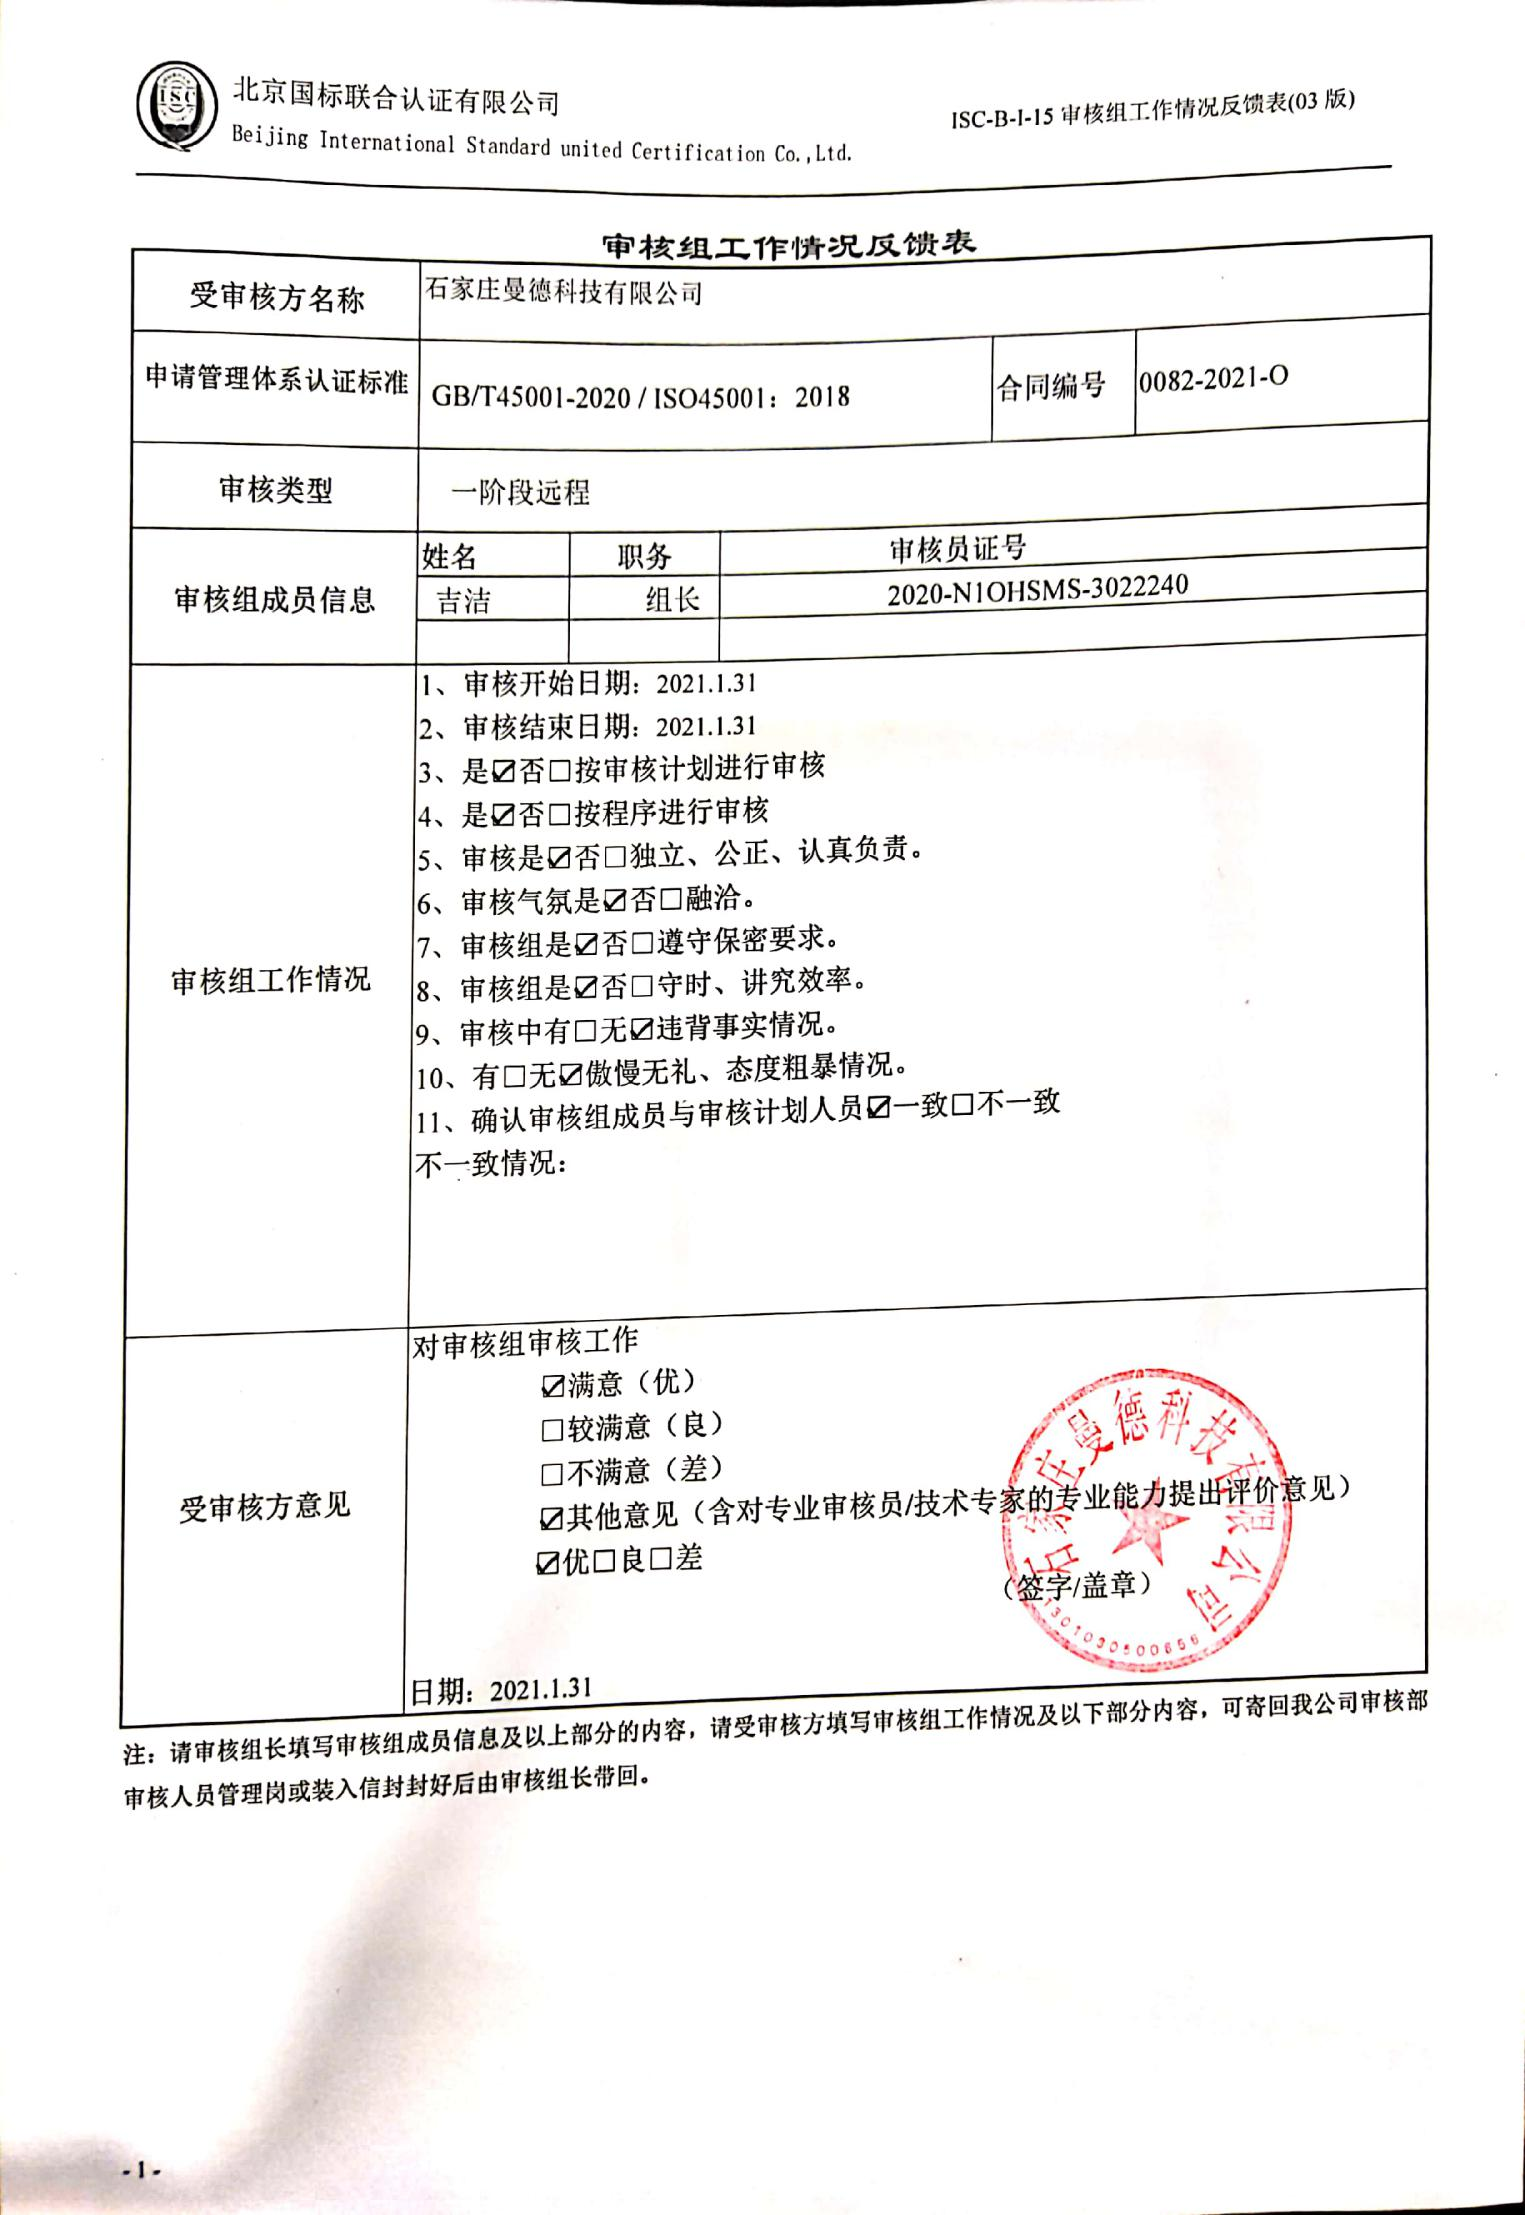 ISC
北京国标联合认证有限公司
Beijing International Standard united Certification Co.,Ltd.
ISC-B-I-15 审核组工作情况反馈表(03 版)
审核组工作情况反馈表
受审核方名称 石家庄曼德科技有限公司
申请管理体系认证标准 GB/T45001-2020 / ISO45001：2018 合同编号 0082-2021-O
审核类型 一阶段远程
审核组成员信息
姓名 职务 审核员证号
吉洁 组长 2020-N1OHSMS-3022240
审核组工作情况
1、审核开始日期：2021.1.31
2、审核结束日期：2021.1.31
3、是☑否□按审核计划进行审核
4、是☑否□按程序进行审核
5、审核是☑否□独立、公正、认真负责。
6、审核气氛是☑否□融洽。
7、审核组是☑否□遵守保密要求。
8、审核组是☑否□守时、讲究效率。
9、审核中有□无☑违背事实情况。
10、有□无☑傲慢无礼、态度粗暴情况。
11、确认审核组成员与审核计划人员☑一致□不一致
不一致情况：
受审核方意见
对审核组审核工作
☑满意（优）
□较满意（良）
□不满意（差）
☑其他意见（含对专业审核员/技术专家的专业能力提出评价意见）
☑优□良□差
（签字/盖章）
石家庄曼德科技有限公司
1301030500656
日期：2021.1.31
注：请审核组长填写审核组成员信息及以上部分的内容，请受审核方填写审核组工作情况及以下部分内容，可寄回我公司审核部
审核人员管理岗或装入信封封好后由审核组长带回。
-1-